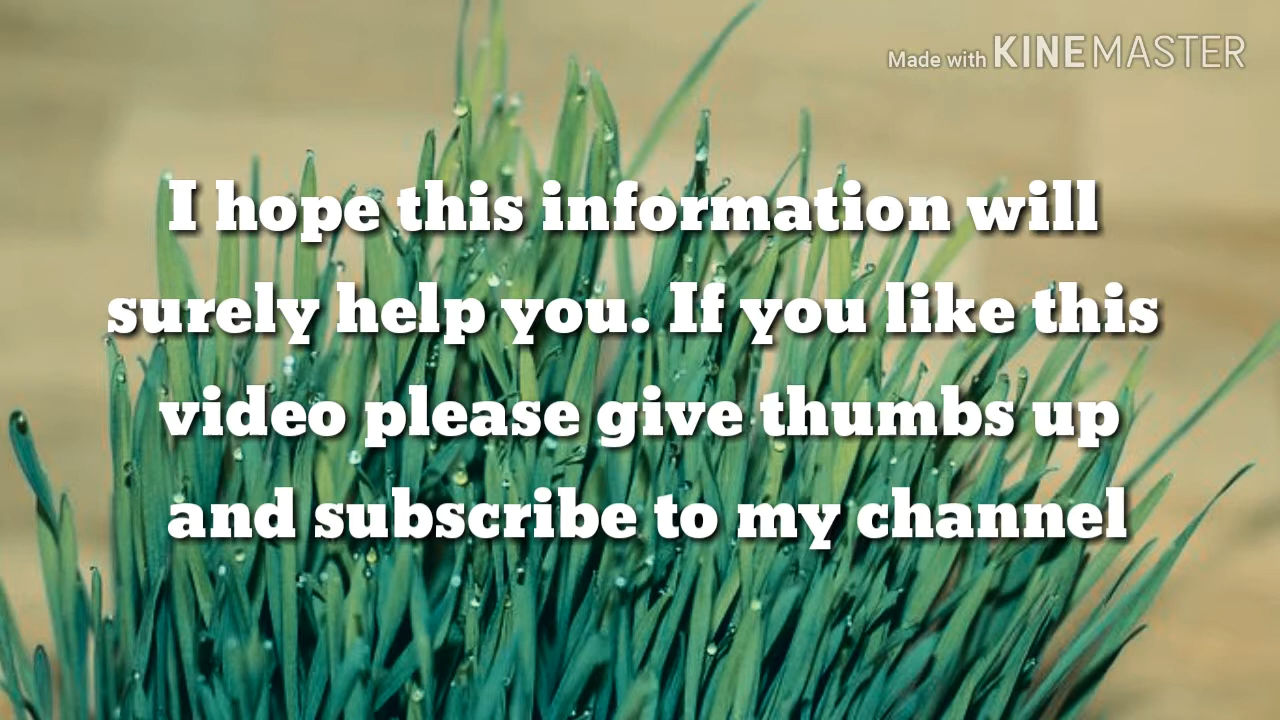 Made with KINEMASTER
I hope this information will
surely help you. If you like this
video please give thumbs up
and subscribe to my channel